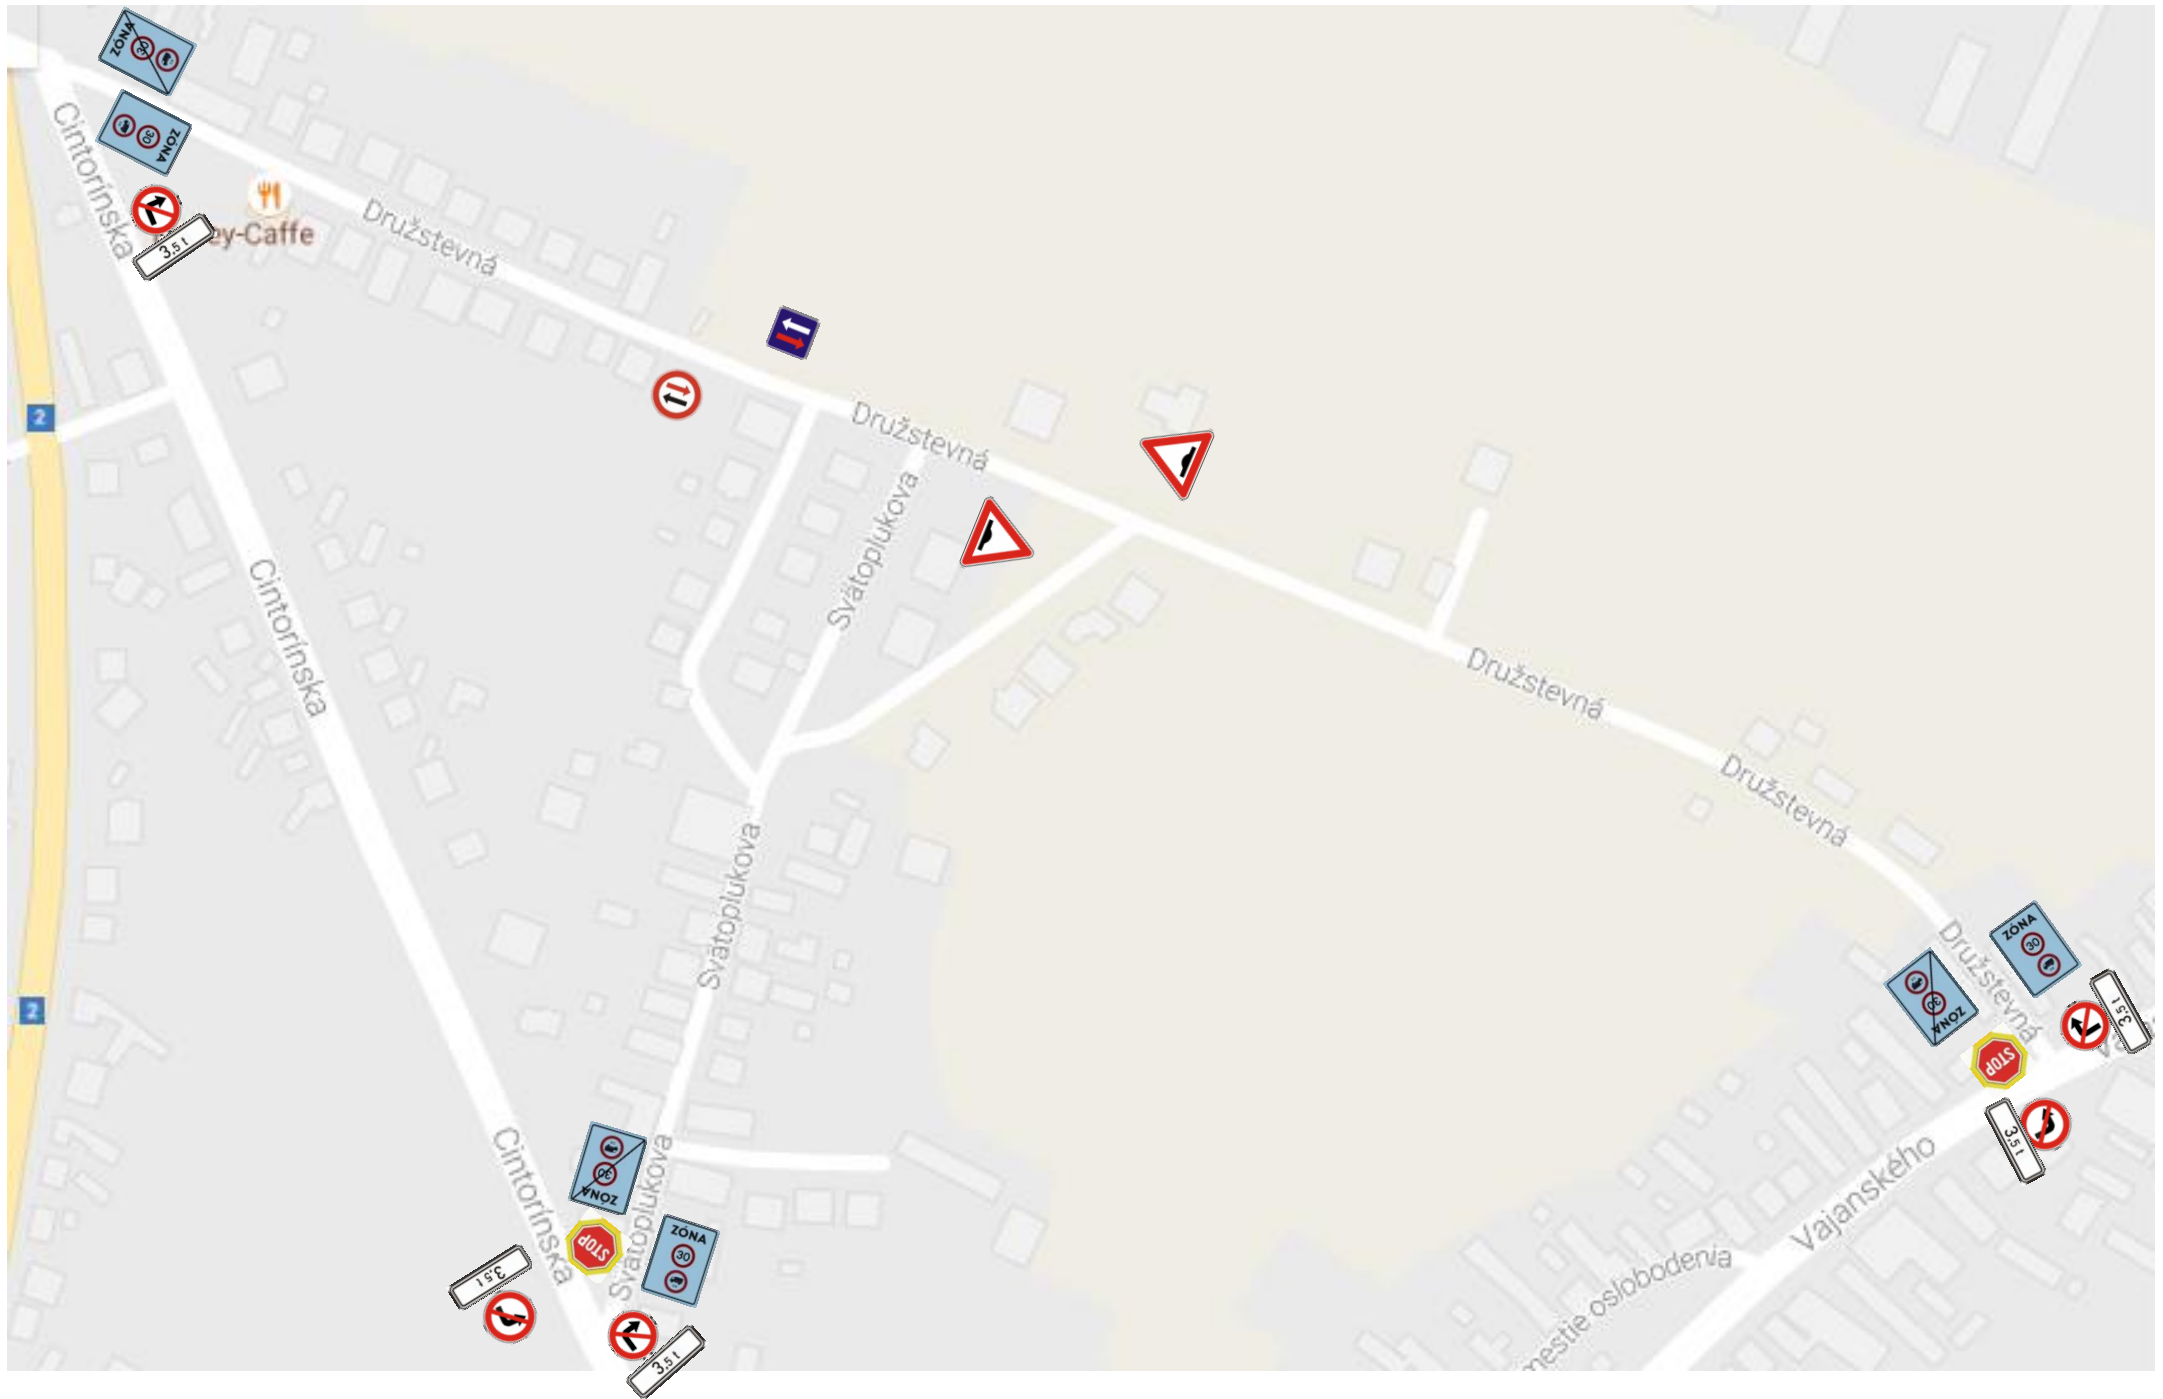 ZÓNA
30
ZÓNA
30
Cintorínska
3.5 t
ey-Caffe
Družstevná
2
Družstevná
Svätoplukova
Cintorínska
Družstevná
Družstevná
Svätoplukova
2
Družstevná
ZÓNA
30
ZÓNA
30
3.5 t
STOP
3.5 t
Cintorínska
ZÓNA
30
Svätoplukova
STOP
ZÓNA
30
3.5 t
3.5 t
Vajanského
mestie oslobodenia